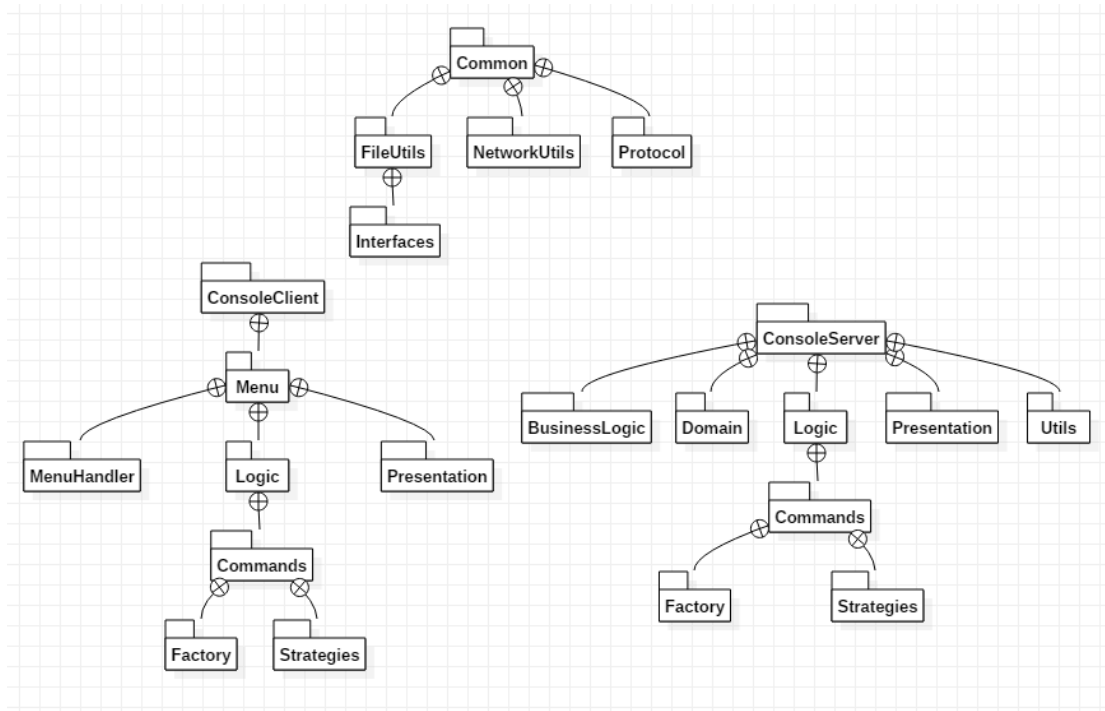 Common
FileUtils
NetworkUtils
Protocol
Interfaces
ConsoleClient
Menu
MenuHandler
Logic
Presentation
Commands
Factory
Strategies
ConsoleServer
BusinessLogic
Domain
Logic
Presentation
Utils
Commands
Factory
Strategies